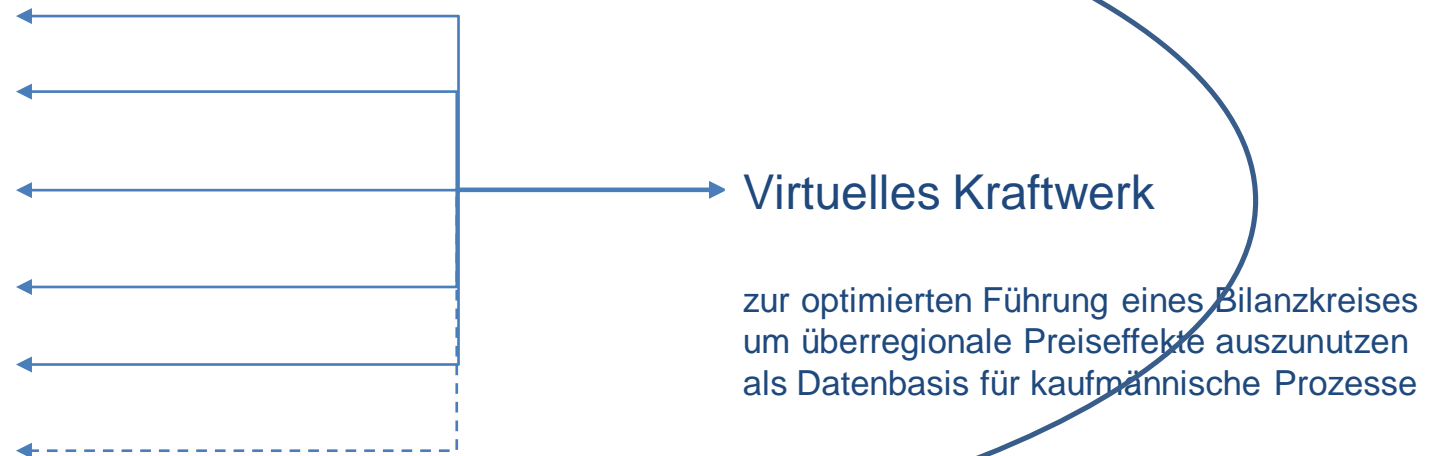 Virtuelles Kraftwerk
zur optimierten Führung eines Bilanzkreises
um überregionale Preiseffekte auszunutzen
als Datenbasis für kaufmännische Prozesse